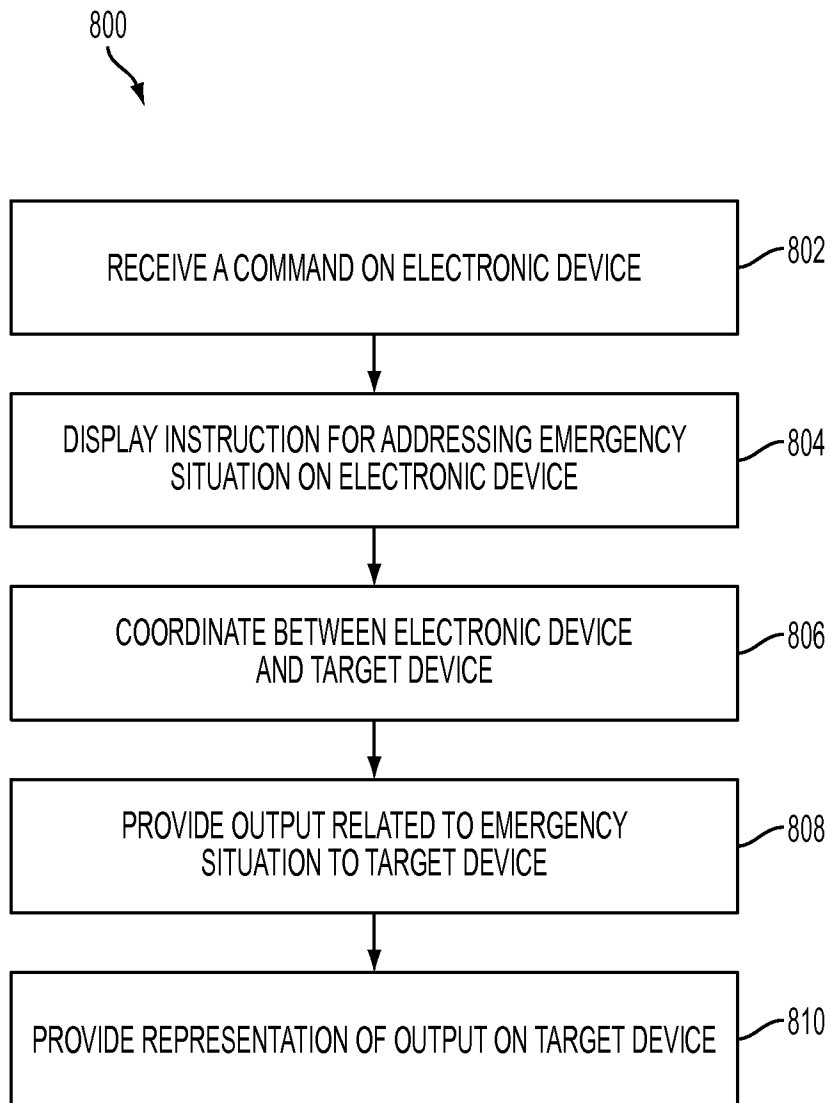 800
RECEIVE A COMMAND ON ELECTRONIC DEVICE
802
DISPLAY INSTRUCTION FOR ADDRESSING EMERGENCY
SITUATION ON ELECTRONIC DEVICE
804
COORDINATE BETWEEN ELECTRONIC DEVICE
AND TARGET DEVICE
806
PROVIDE OUTPUT RELATED TO EMERGENCY
SITUATION TO TARGET DEVICE
808
PROVIDE REPRESENTATION OF OUTPUT ON TARGET DEVICE
810